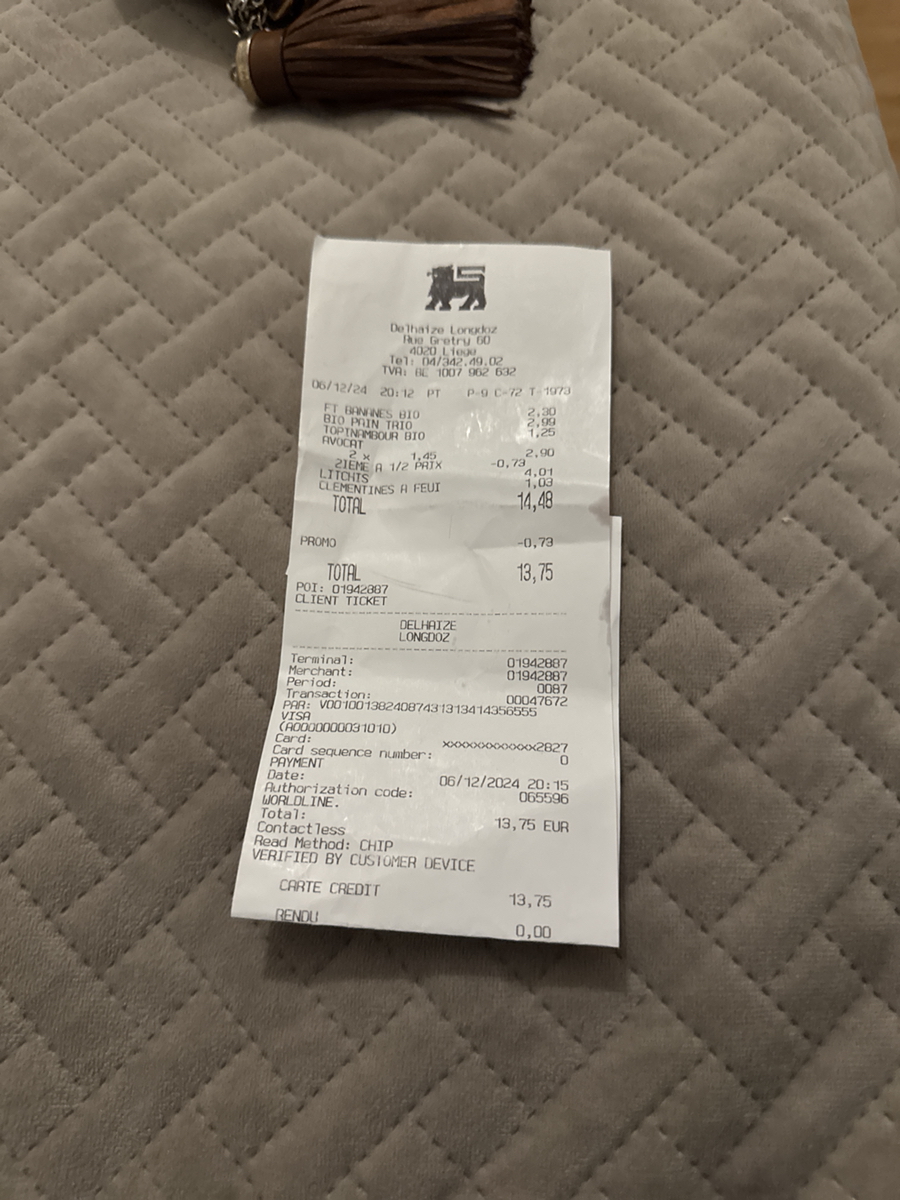 Delhaize Longdoz
Rue Gretry 60
4020 Liege
Tel: 04/342.49.02
TVA: BE 1007 962 632
06/12/24 20:12 PT P-9 C-72 T-1973
FT BANANES BIO 2,30
BIO PAIN TRIO 2,99
TOPINAMBOUR BIO 1,25
AVOCAT
2 x 1,45 2,90
2IEME A 1/2 PRIX -0,73
LITCHIS 4,01
CLEMENTINES A FEUI 1,03
TOTAL 14,48
PROMO -0,73
TOTAL 13,75
POI: 01942887
CLIENT TICKET
DELHAIZE
LONGDOZ
Terminal: 01942887
Merchant: 01942887
Period: 0087
Transaction: 00047672
PAR: V0010013824087431313414356555
VISA
(A0000000031010)
Card: xxxxxxxxxxxx2827
Card sequence number: 0
PAYMENT
Date: 06/12/2024 20:15
Authorization code: 065596
WORLDLINE.
Total: 13,75 EUR
Contactless
Read Method: CHIP
VERIFIED BY CUSTOMER DEVICE
CARTE CREDIT 13,75
RENDU 0,00